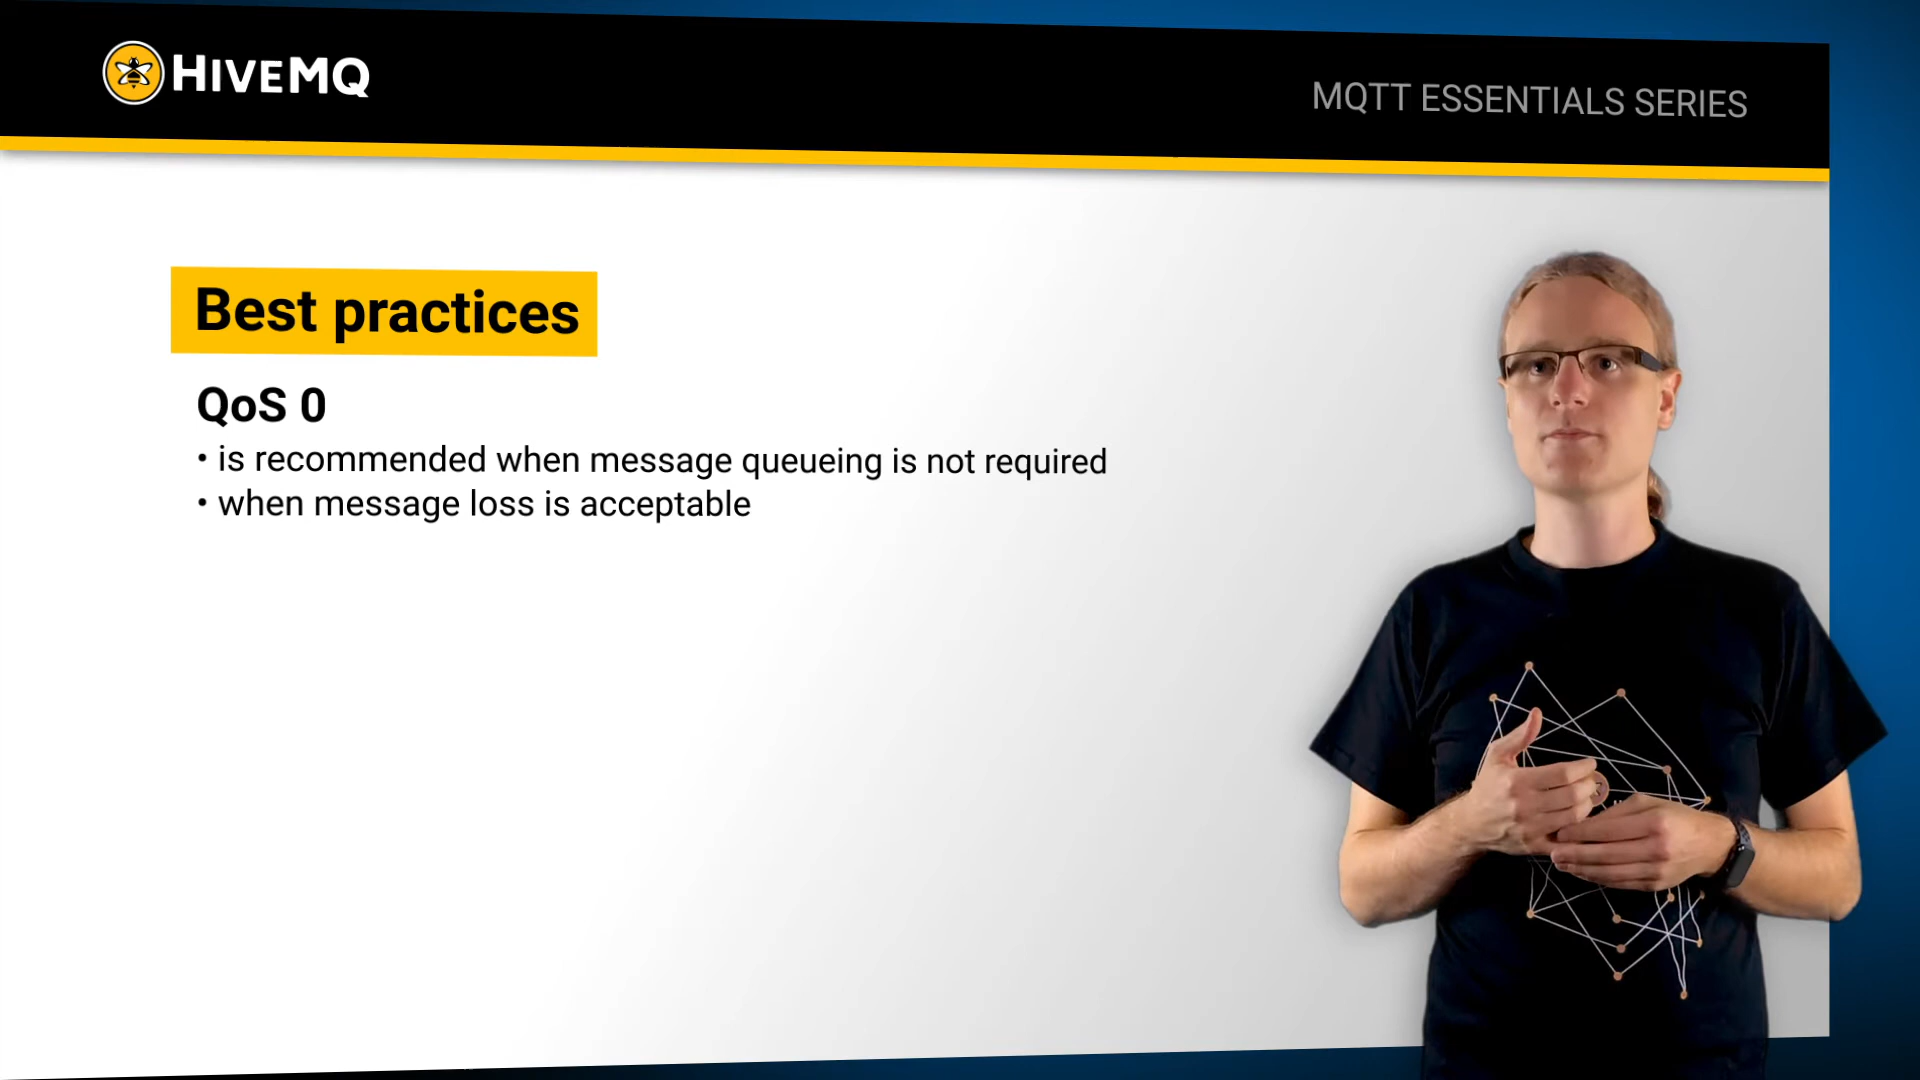 HIVEMQ
MQTT ESSENTIALS SERIES
Best practices
QoS 0
• is recommended when message queueing is not required
• when message loss is acceptable